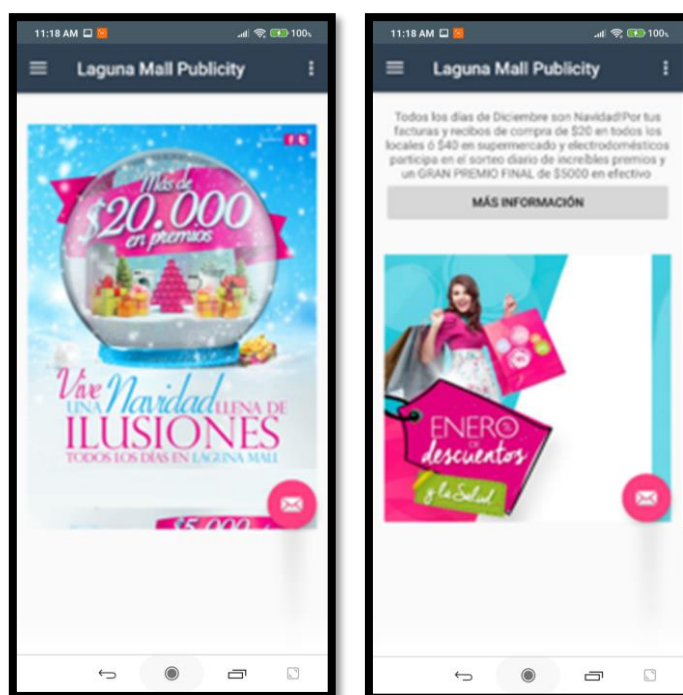 11:18 AM
100%
Laguna Mall Publicity
Más de
$20.000
en premios
Vive
UNA Navidad LLENA DE
ILUSIONES
TODOS LOS DÍAS EN LAGUNA MALL
$5.000
11:18 AM
100%
Laguna Mall Publicity
Todos los días de Diciembre son Navidad!Por tus
facturas y recibos de compra de $20 en todos los
locales ó $40 en supermercado y electrodomésticos
participa en el sorteo diario de increíbles premios y
un GRAN PREMIO FINAL de $5000 en efectivo
MÁS INFORMACIÓN
ENERO %
DE
descuentos
y la Salud